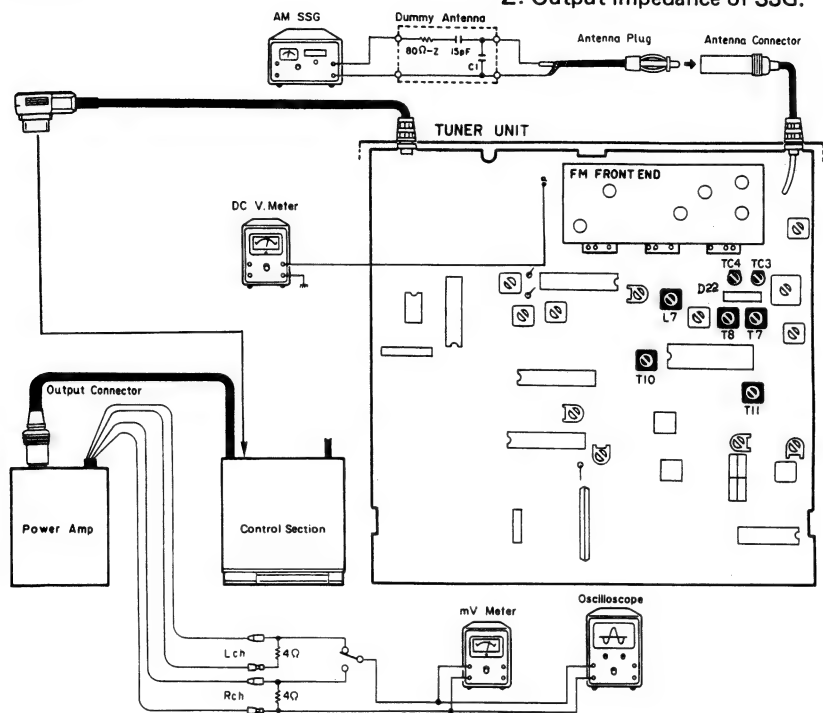 Z: Output Impedance of SSG.
AM SSG
Dummy Antenna
80Ω-Z 15pF
C1
Antenna Plug
Antenna Connector
TUNER UNIT
FM FRONT END
DC V. Meter
TC4 TC3
D22
L7
T8 T7
T10
T11
Output Connector
Power Amp
Control Section
mV Meter
Oscilloscope
Lch 4Ω
Rch 4Ω